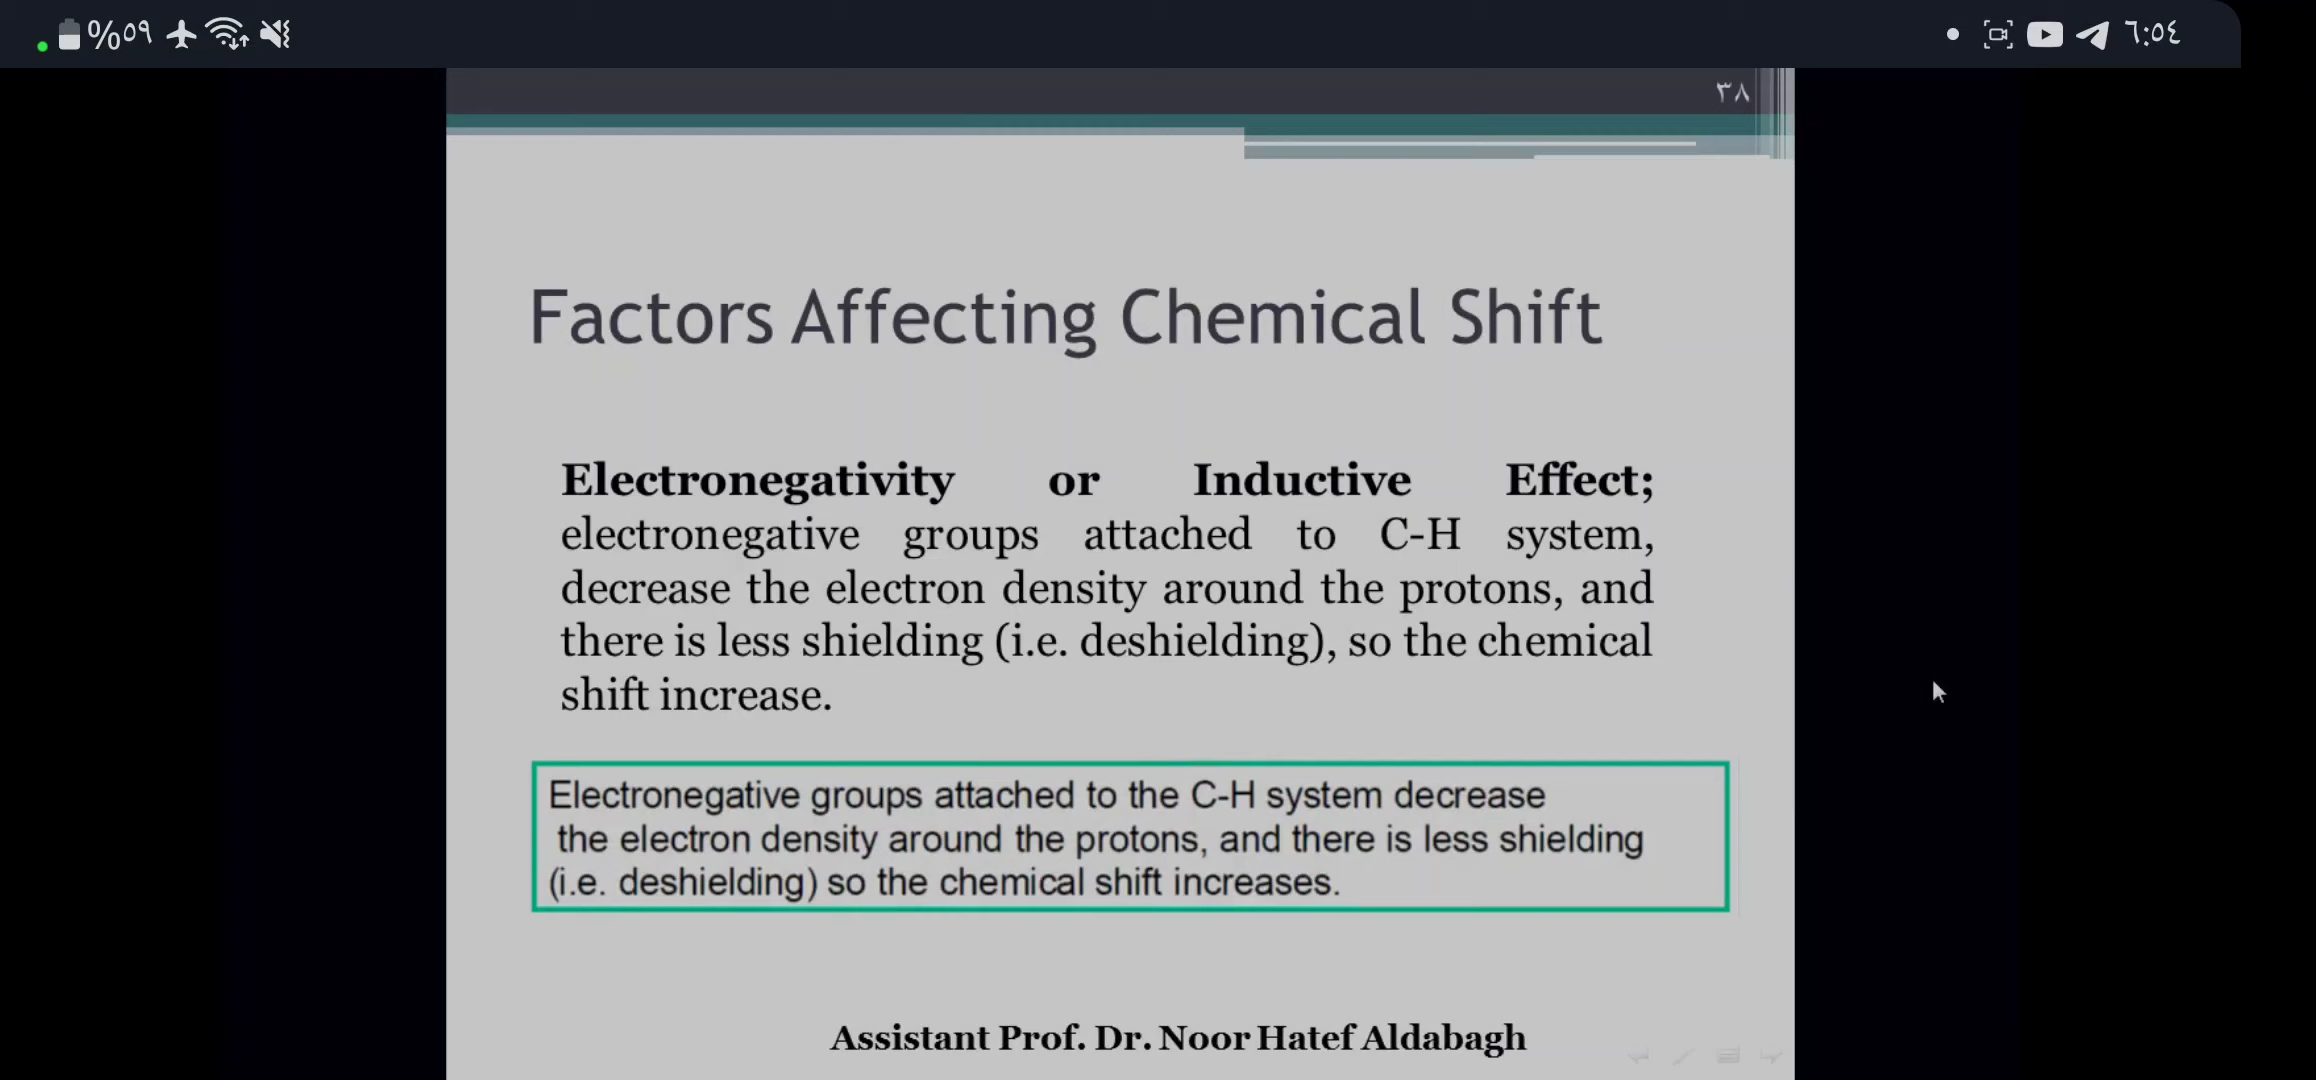 %٥٩
٦:٥٤
٣٨
Factors Affecting Chemical Shift
Electronegativity or Inductive Effect;
electronegative groups attached to C-H system,
decrease the electron density around the protons, and
there is less shielding (i.e. deshielding), so the chemical
shift increase.
Electronegative groups attached to the C-H system decrease
the electron density around the protons, and there is less shielding
(i.e. deshielding) so the chemical shift increases.
Assistant Prof. Dr. Noor Hatef Aldabagh